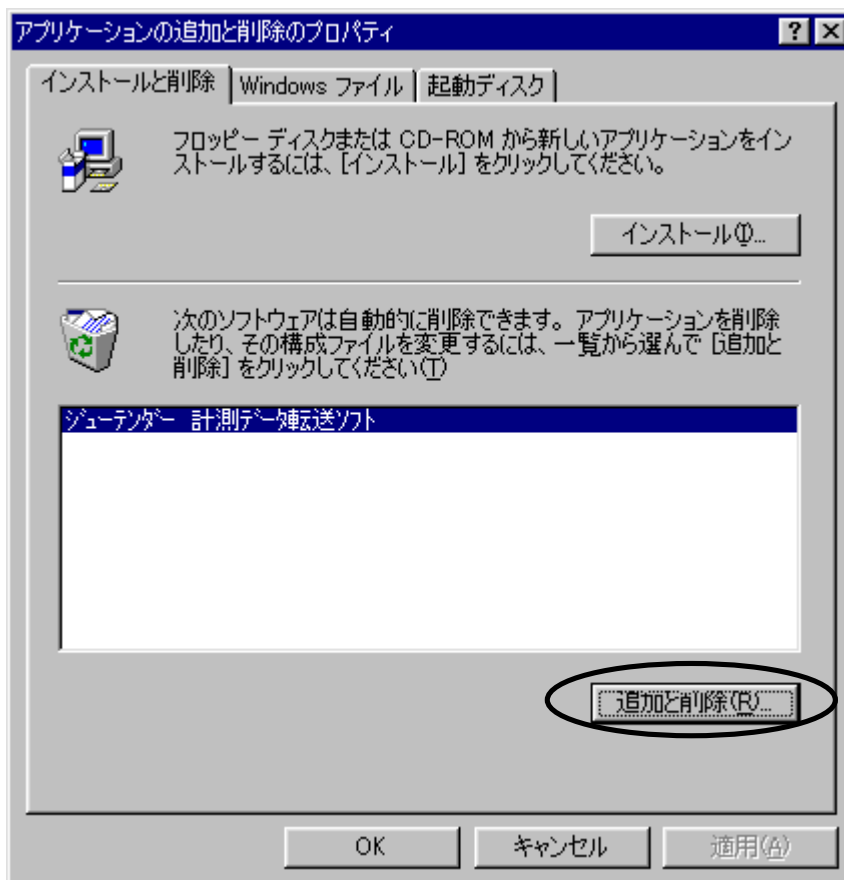 アプリケーションの追加と削除のプロパティ
インストールと削除
Windows ファイル
起動ディスク
フロッピー ディスクまたは CD-ROM から新しいアプリケーションをイン
ストールするには、[インストール] をクリックしてください。
インストール(I)...
次のソフトウェアは自動的に削除できます。アプリケーションを削除
したり、その構成ファイルを変更するには、一覧から選んで [追加と
削除] をクリックしてください(T)
ジューテンダー 計測データ転送ソフト
追加と削除(R)...
OK
キャンセル
適用(A)